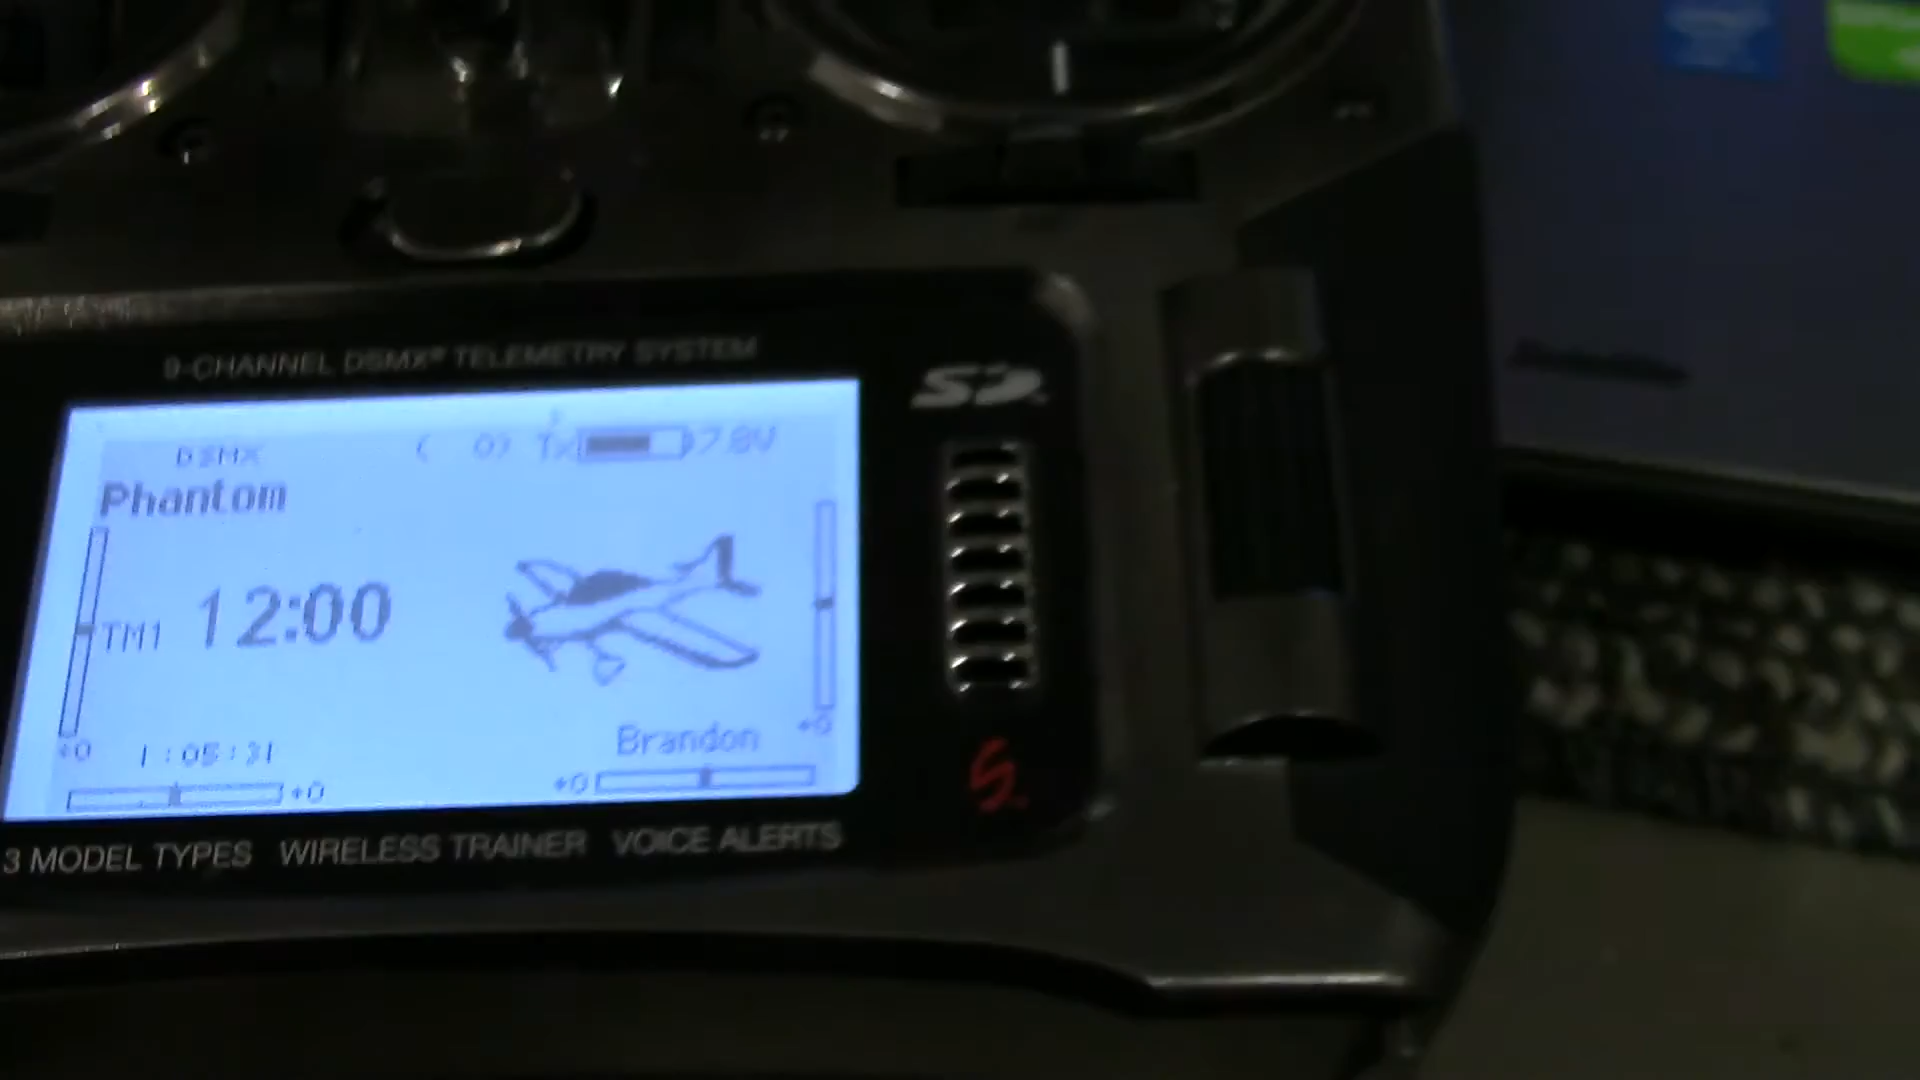 9-CHANNEL DSMX® TELEMETRY SYSTEM
DSMX ( 0) Tx 7.8V
Phantom
TM1 12:00
Brandon
+0 +0
1:05:31
+0 +0
3 MODEL TYPES WIRELESS TRAINER VOICE ALERTS